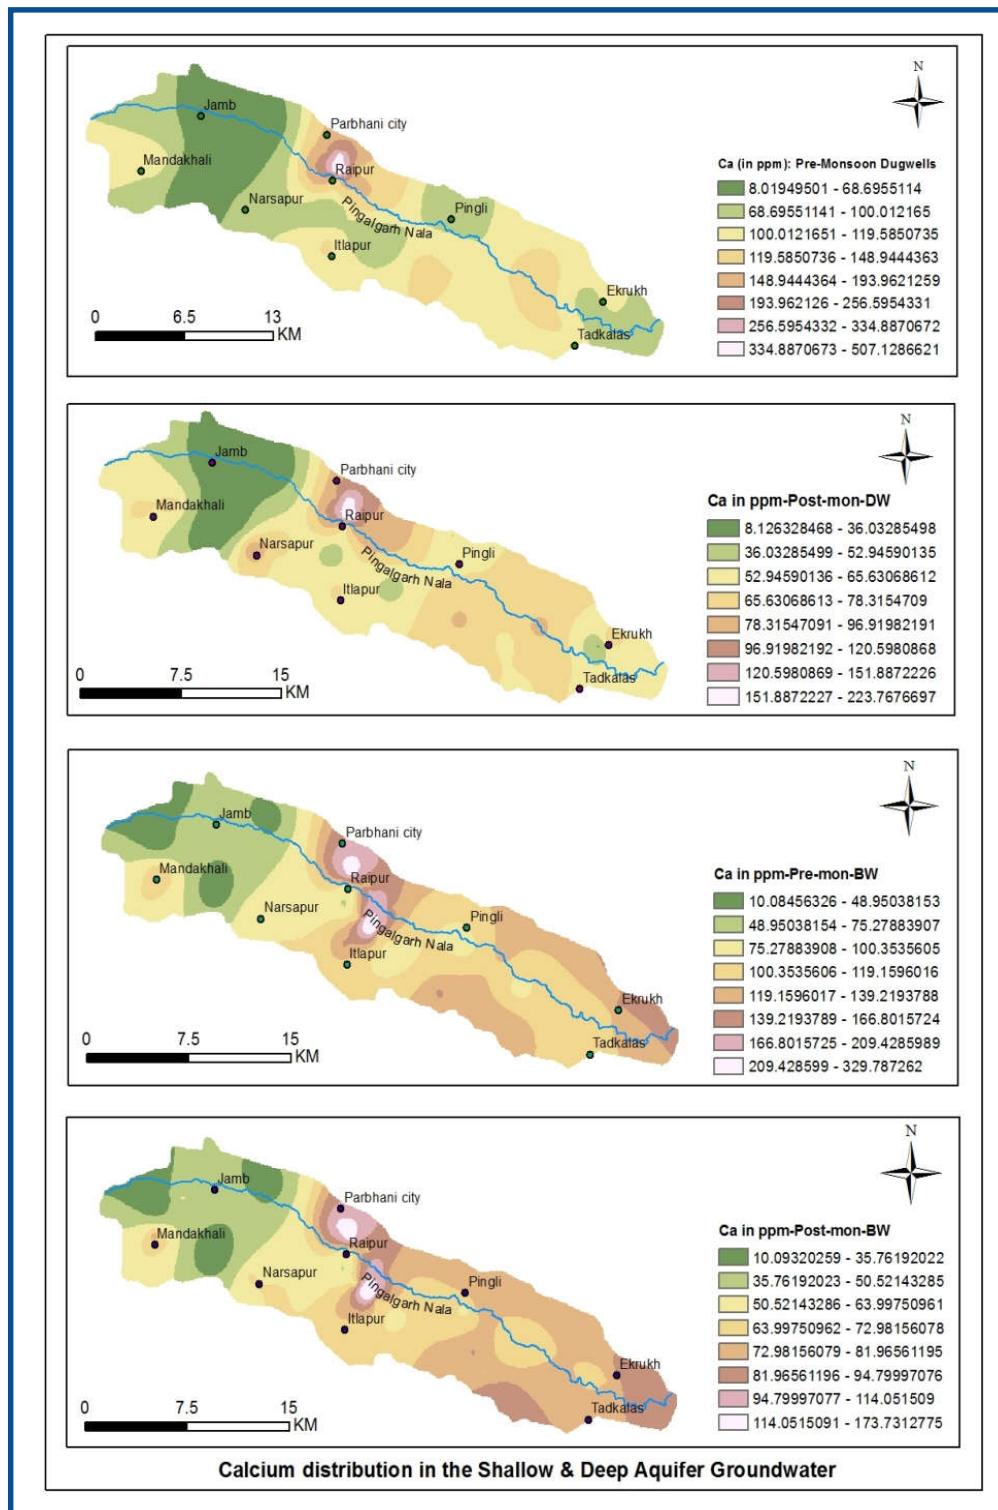 N
Jamb
Parbhani city
Mandakhali
Raipur
Narsapur
Pingli
Pingalgarh Nala
Itlapur
Ekrukh
Tadkalas
0 6.5 13
KM
Ca (in ppm): Pre-Monsoon Dugwells
8.01949501 - 68.6955114
68.69551141 - 100.012165
100.0121651 - 119.5850735
119.5850736 - 148.9444363
148.9444364 - 193.9621259
193.962126 - 256.5954331
256.5954332 - 334.8870672
334.8870673 - 507.1286621
N
Jamb
Parbhani city
Mandakhali
Raipur
Narsapur
Pingli
Pingalgarh Nala
Itlapur
Ekrukh
Tadkalas
0 7.5 15
KM
Ca in ppm-Post-mon-DW
8.126328468 - 36.03285498
36.03285499 - 52.94590135
52.94590136 - 65.63068612
65.63068613 - 78.3154709
78.31547091 - 96.91982191
96.91982192 - 120.5980868
120.5980869 - 151.8872226
151.8872227 - 223.7676697
N
Jamb
Parbhani city
Mandakhali
Raipur
Narsapur
Pingli
Pingalgarh Nala
Itlapur
Ekrukh
Tadkalas
0 7.5 15
KM
Ca in ppm-Pre-mon-BW
10.08456326 - 48.95038153
48.95038154 - 75.27883907
75.27883908 - 100.3535605
100.3535606 - 119.1596016
119.1596017 - 139.2193788
139.2193789 - 166.8015724
166.8015725 - 209.4285989
209.428599 - 329.787262
N
Jamb
Parbhani city
Mandakhali
Raipur
Narsapur
Pingli
Pingalgarh Nala
Itlapur
Ekrukh
Tadkalas
0 7.5 15
KM
Ca in ppm-Post-mon-BW
10.09320259 - 35.76192022
35.76192023 - 50.52143285
50.52143286 - 63.99750961
63.99750962 - 72.98156078
72.98156079 - 81.96561195
81.96561196 - 94.79997076
94.79997077 - 114.051509
114.0515091 - 173.7312775
Calcium distribution in the Shallow & Deep Aquifer Groundwater